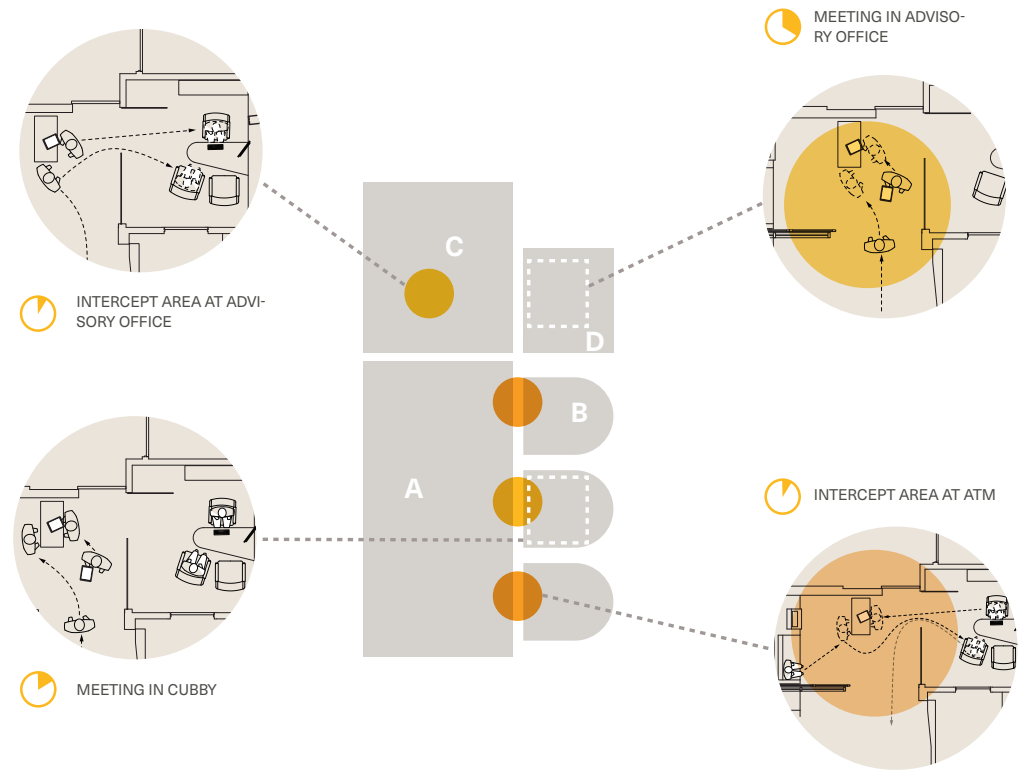 MEETING IN ADVISO-
RY OFFICE
C
INTERCEPT AREA AT ADVI-
SORY OFFICE
D
B
A
INTERCEPT AREA AT ATM
MEETING IN CUBBY